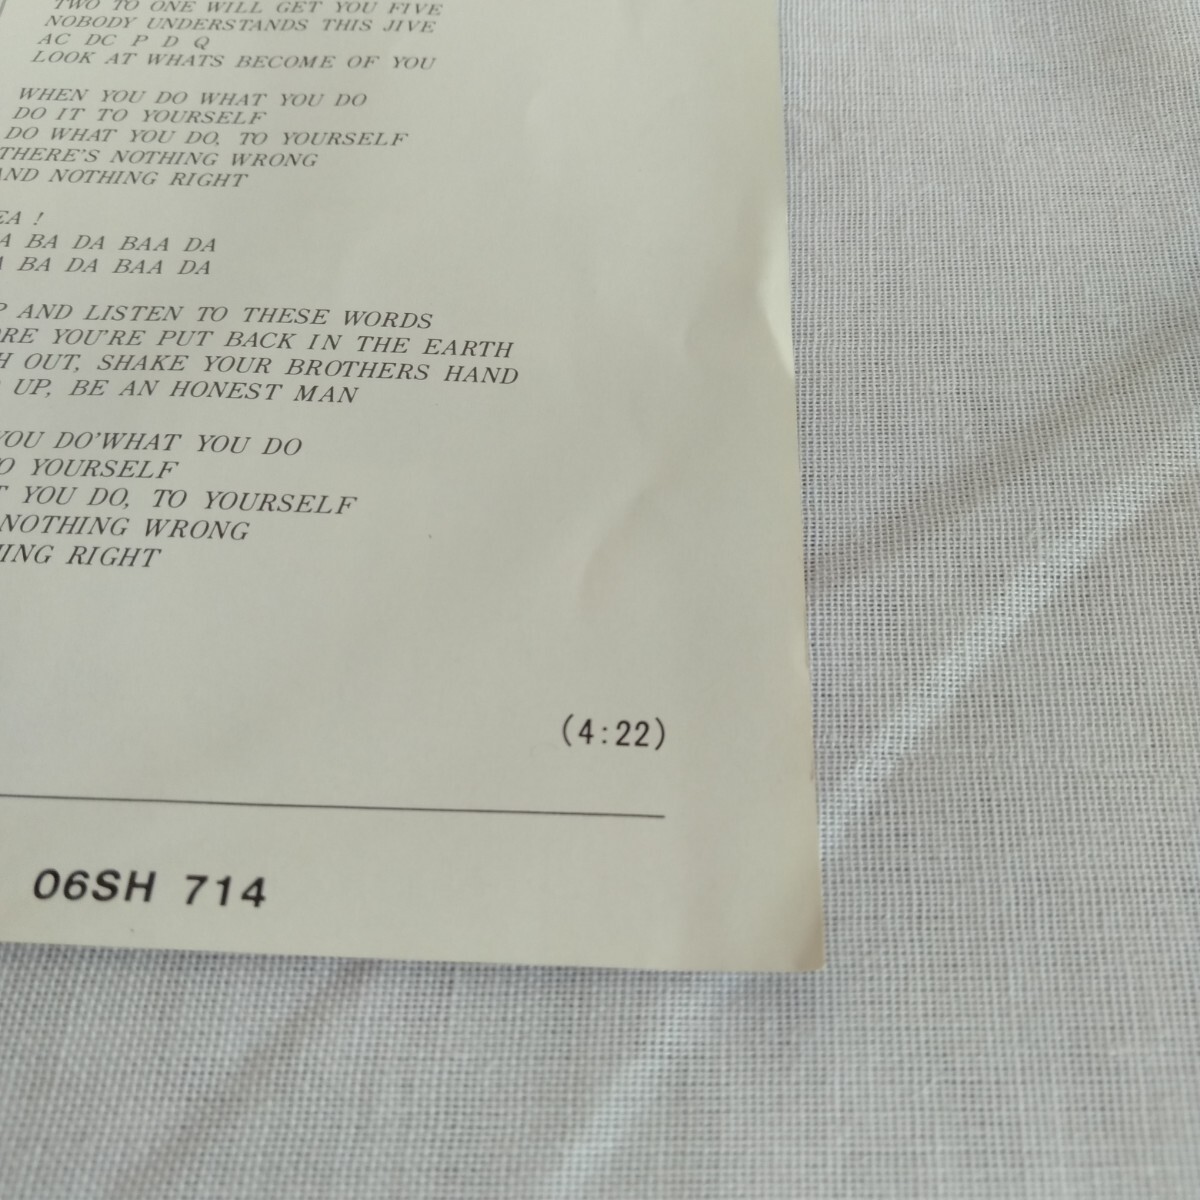 TWO TO ONE WILL GET YOU FIVE
NOBODY UNDERSTANDS THIS JIVE
AC DC P D Q
LOOK AT WHATS BECOME OF YOU
WHEN YOU DO WHAT YOU DO
DO IT TO YOURSELF
DO WHAT YOU DO, TO YOURSELF
THERE'S NOTHING WRONG
AND NOTHING RIGHT
EA !
A BA DA BAA DA
A BA DA BAA DA
P AND LISTEN TO THESE WORDS
ORE YOU'RE PUT BACK IN THE EARTH
H OUT, SHAKE YOUR BROTHERS HAND
UP, BE AN HONEST MAN
YOU DO'WHAT YOU DO
TO YOURSELF
T YOU DO, TO YOURSELF
NOTHING WRONG
HING RIGHT
(4:22)
06SH 714